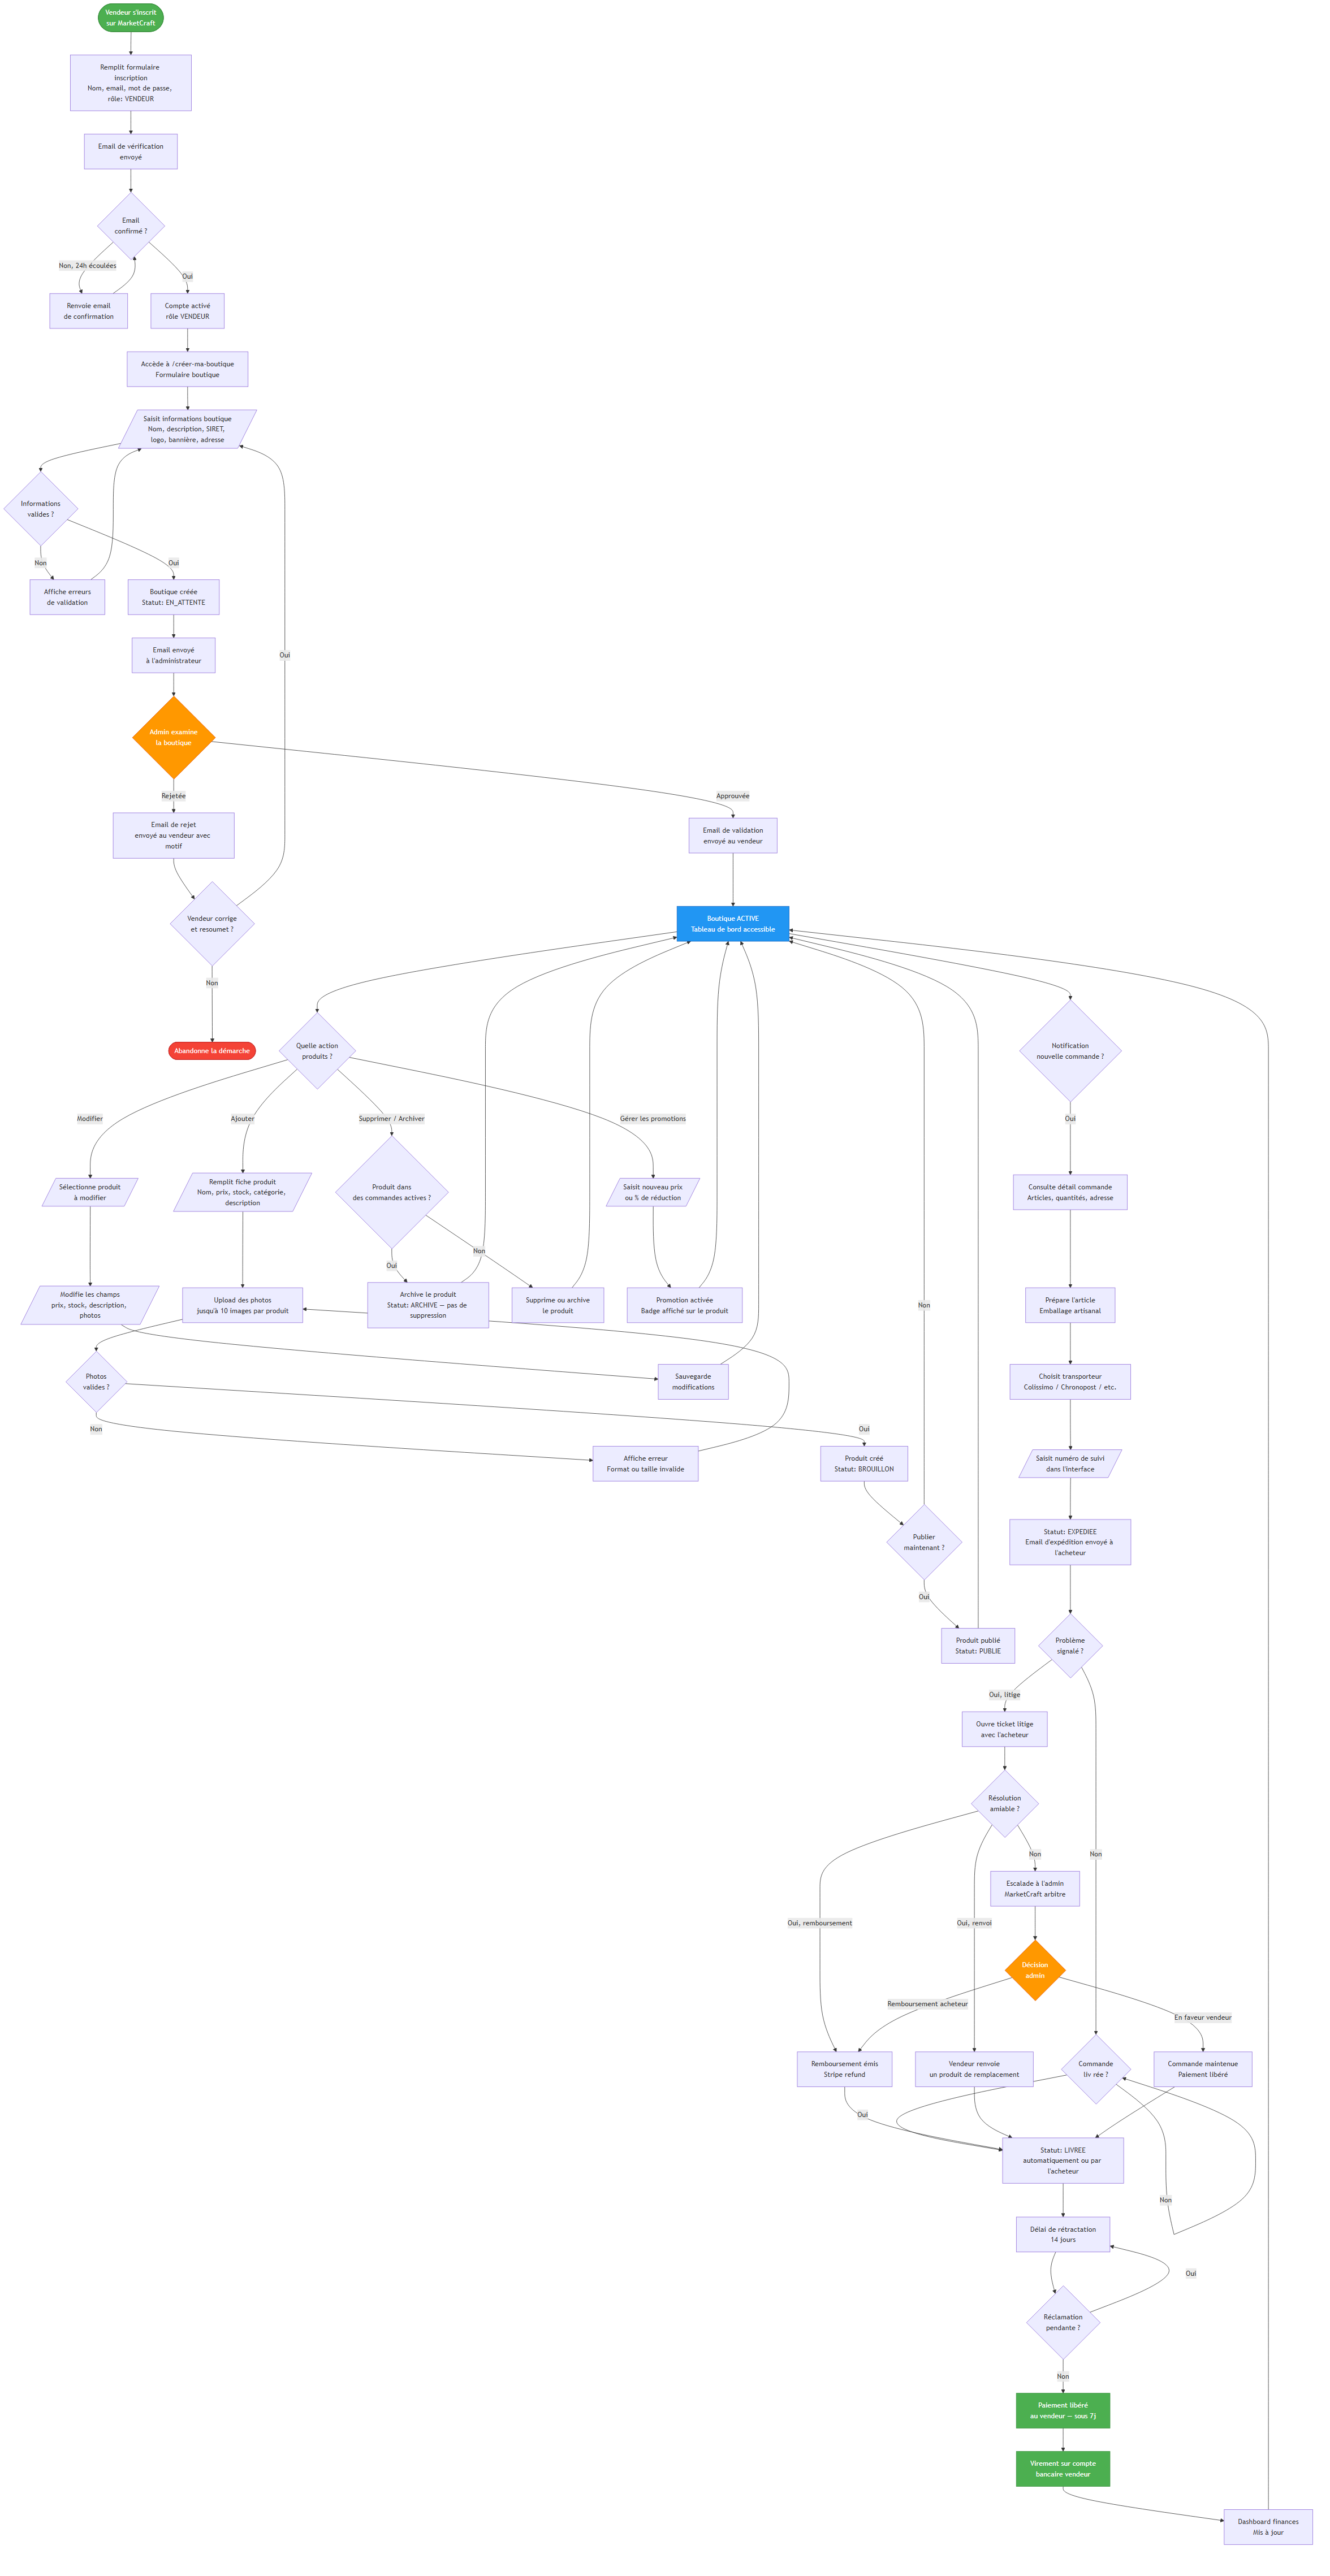 Vendeur s'inscrit
sur MarketCraft
Remplit formulaire
inscription
Nom, email, mot de passe,
rôle: VENDEUR
Email de vérification
envoyé
Email
confirmé ?
Non, 24h écoulées
Oui
Renvoie email
de confirmation
Compte activé
rôle VENDEUR
Accède à /créer-ma-boutique
Formulaire boutique
Saisit informations boutique
Nom, description, SIRET,
logo, bannière, adresse
Informations
valides ?
Non
Oui
Affiche erreurs
de validation
Boutique créée
Statut: EN_ATTENTE
Email envoyé
à l'administrateur
Oui
Admin examine
la boutique
Rejetée
Approuvée
Email de rejet
envoyé au vendeur avec
motif
Email de validation
envoyé au vendeur
Vendeur corrige
et resoumet ?
Boutique ACTIVE
Tableau de bord accessible
Non
Abandonne la démarche
Quelle action
produits ?
Notification
nouvelle commande ?
Modifier
Ajouter
Supprimer / Archiver
Gérer les promotions
Oui
Sélectionne produit
à modifier
Remplit fiche produit
Nom, prix, stock, catégorie,
description
Produit dans
des commandes actives ?
Saisit nouveau prix
ou % de réduction
Consulte détail commande
Articles, quantités, adresse
Oui
Non
Modifie les champs
prix, stock, description,
photos
Upload des photos
jusqu'à 10 images par produit
Archive le produit
Statut: ARCHIVE — pas de
suppression
Supprime ou archive
le produit
Promotion activée
Badge affiché sur le produit
Non
Prépare l'article
Emballage artisanal
Photos
valides ?
Sauvegarde
modifications
Choisit transporteur
Colissimo / Chronopost / etc.
Non
Oui
Affiche erreur
Format ou taille invalide
Produit créé
Statut: BROUILLON
Saisit numéro de suivi
dans l'interface
Publier
maintenant ?
Statut: EXPEDIEE
Email d'expédition envoyé à
l'acheteur
Oui
Produit publié
Statut: PUBLIE
Problème
signalé ?
Oui, litige
Ouvre ticket litige
avec l'acheteur
Résolution
amiable ?
Non
Non
Escalade à l'admin
MarketCraft arbitre
Oui, remboursement
Oui, renvoi
Décision
admin
Remboursement acheteur
En faveur vendeur
Remboursement émis
Stripe refund
Vendeur renvoie
un produit de remplacement
Commande
liv rée ?
Commande maintenue
Paiement libéré
Oui
Statut: LIVREE
automatiquement ou par
l'acheteur
Non
Délai de rétractation
14 jours
Oui
Réclamation
pendante ?
Non
Paiement libéré
au vendeur — sous 7j
Virement sur compte
bancaire vendeur
Dashboard finances
Mis à jour